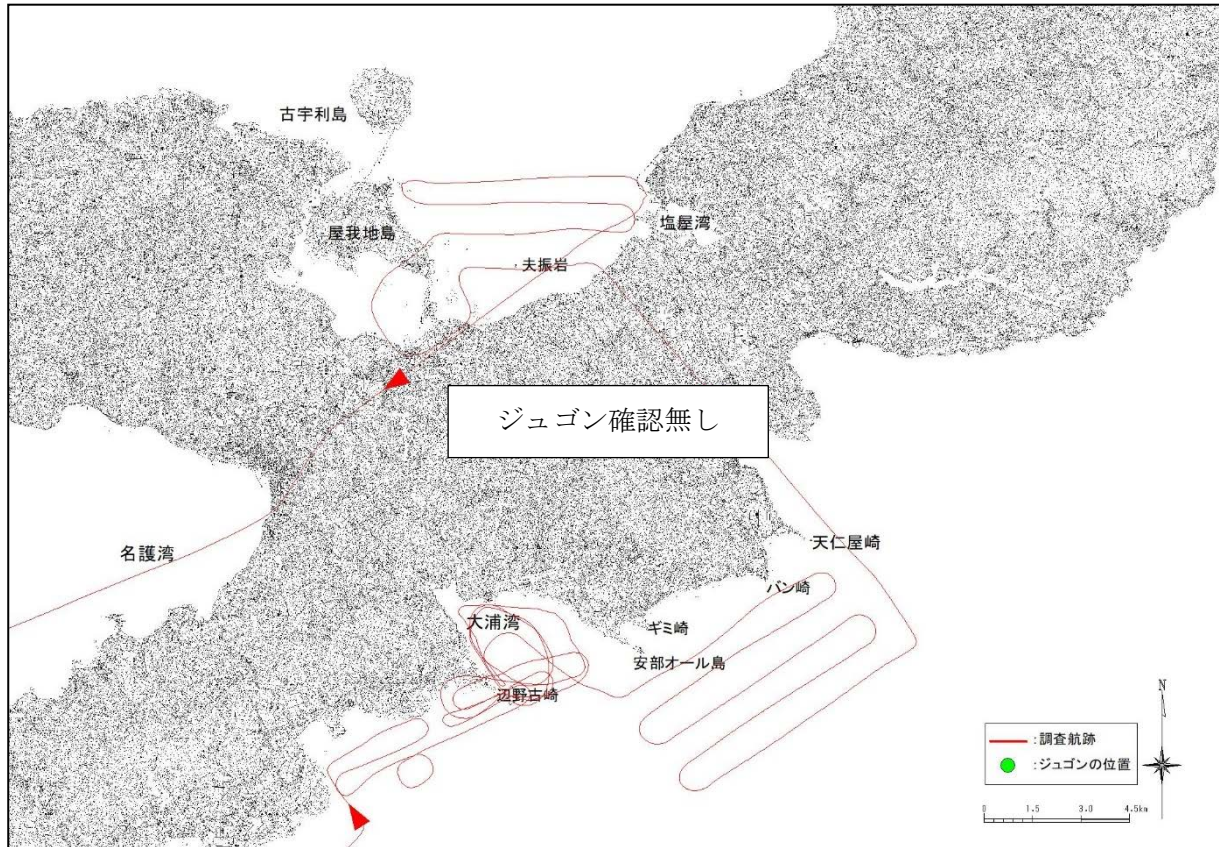 古宇利島
屋我地島
塩屋湾
夫振岩
ジュゴン確認無し
名護湾
天仁屋崎
バン崎
大浦湾
ギミ崎
安部オール島
辺野古崎
N
:調査航跡
:ジュゴンの位置
0 1.5 3.0 4.5km